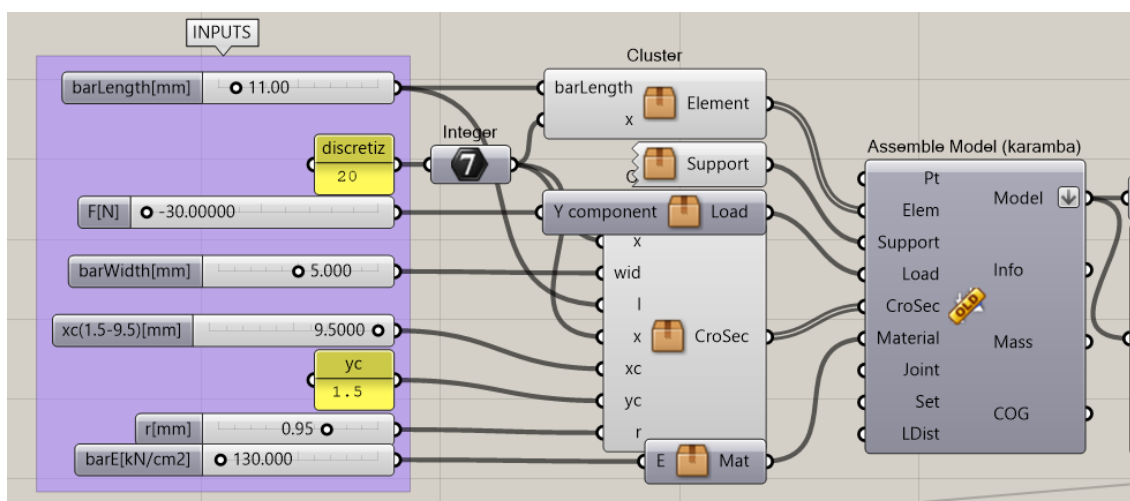 INPUTS
barLength[mm] 11.00
discretiz
20
Integer
7
F[N] -30.00000
barWidth[mm] 5.000
xc(1.5-9.5)[mm] 9.5000
yc
1.5
r[mm] 0.95
barE[kN/cm2] 130.000
Cluster
barLength
x
Element
C
Support
Y component Load
x
wid
l
x
xc
yc
r
CroSec
E Mat
Assemble Model (karamba)
Pt
Elem
Support
Load
CroSec
Material
Joint
Set
LDist
OLD
Model
Info
Mass
COG